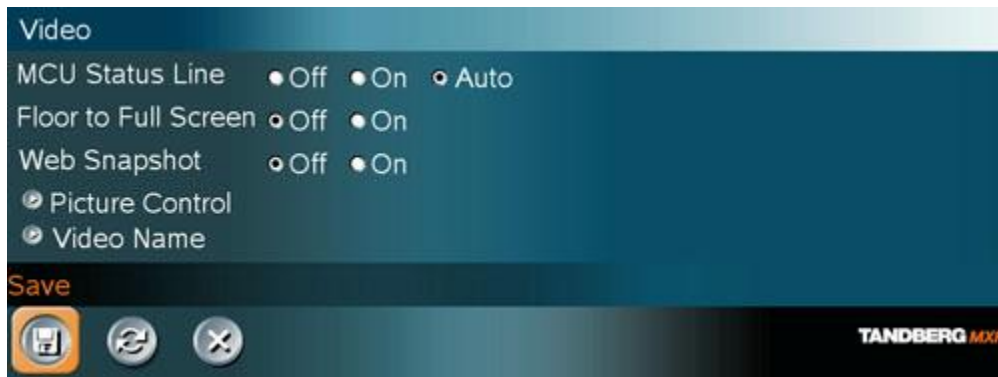 Video
MCU Status Line Off On Auto
Floor to Full Screen Off On
Web Snapshot Off On
Picture Control
Video Name
Save
TANDBERG